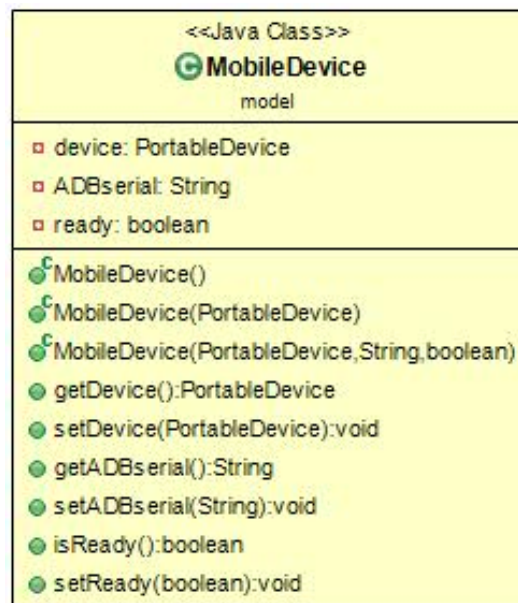 <<Java Class>>
MobileDevice
model
device: PortableDevice
ADBserial: String
ready: boolean
MobileDevice()
MobileDevice(PortableDevice)
MobileDevice(PortableDevice,String,boolean)
getDevice():PortableDevice
setDevice(PortableDevice):void
getADBserial():String
setADBserial(String):void
isReady():boolean
setReady(boolean):void